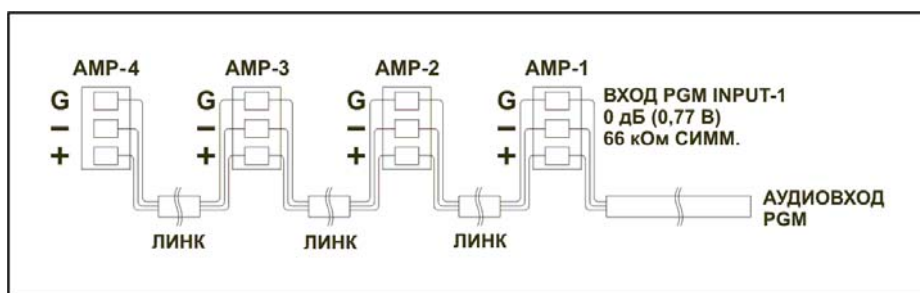 AMP-4 AMP-3 AMP-2 AMP-1
G G G G ВХОД PGM INPUT-1
− − − − 0 дБ (0,77 В)
+ + + + 66 кОм СИММ.
АУДИОВХОД
PGM
ЛИНК ЛИНК ЛИНК